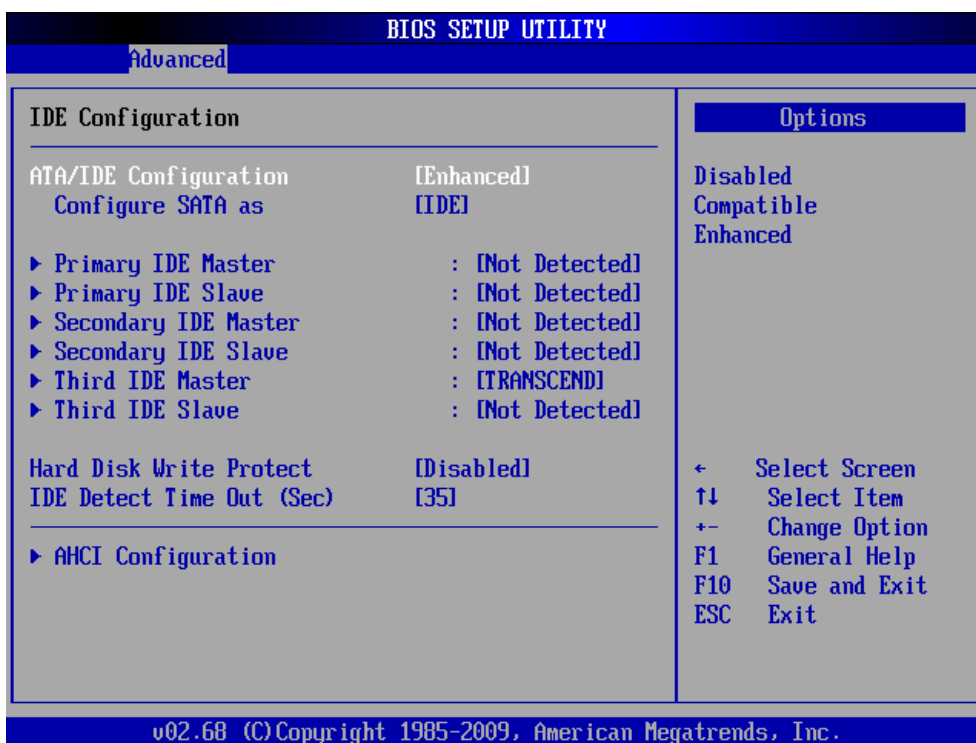 BIOS SETUP UTILITY
Advanced
IDE Configuration
ATA/IDE Configuration [Enhanced]
Configure SATA as [IDE]
Primary IDE Master : [Not Detected]
Primary IDE Slave : [Not Detected]
Secondary IDE Master : [Not Detected]
Secondary IDE Slave : [Not Detected]
Third IDE Master : [TRANSCEND]
Third IDE Slave : [Not Detected]
Hard Disk Write Protect [Disabled]
IDE Detect Time Out (Sec) [35]
AHCI Configuration
Options
Disabled
Compatible
Enhanced
← Select Screen
↑↓ Select Item
+- Change Option
F1 General Help
F10 Save and Exit
ESC Exit
v02.68 (C)Copyright 1985-2009, American Megatrends, Inc.